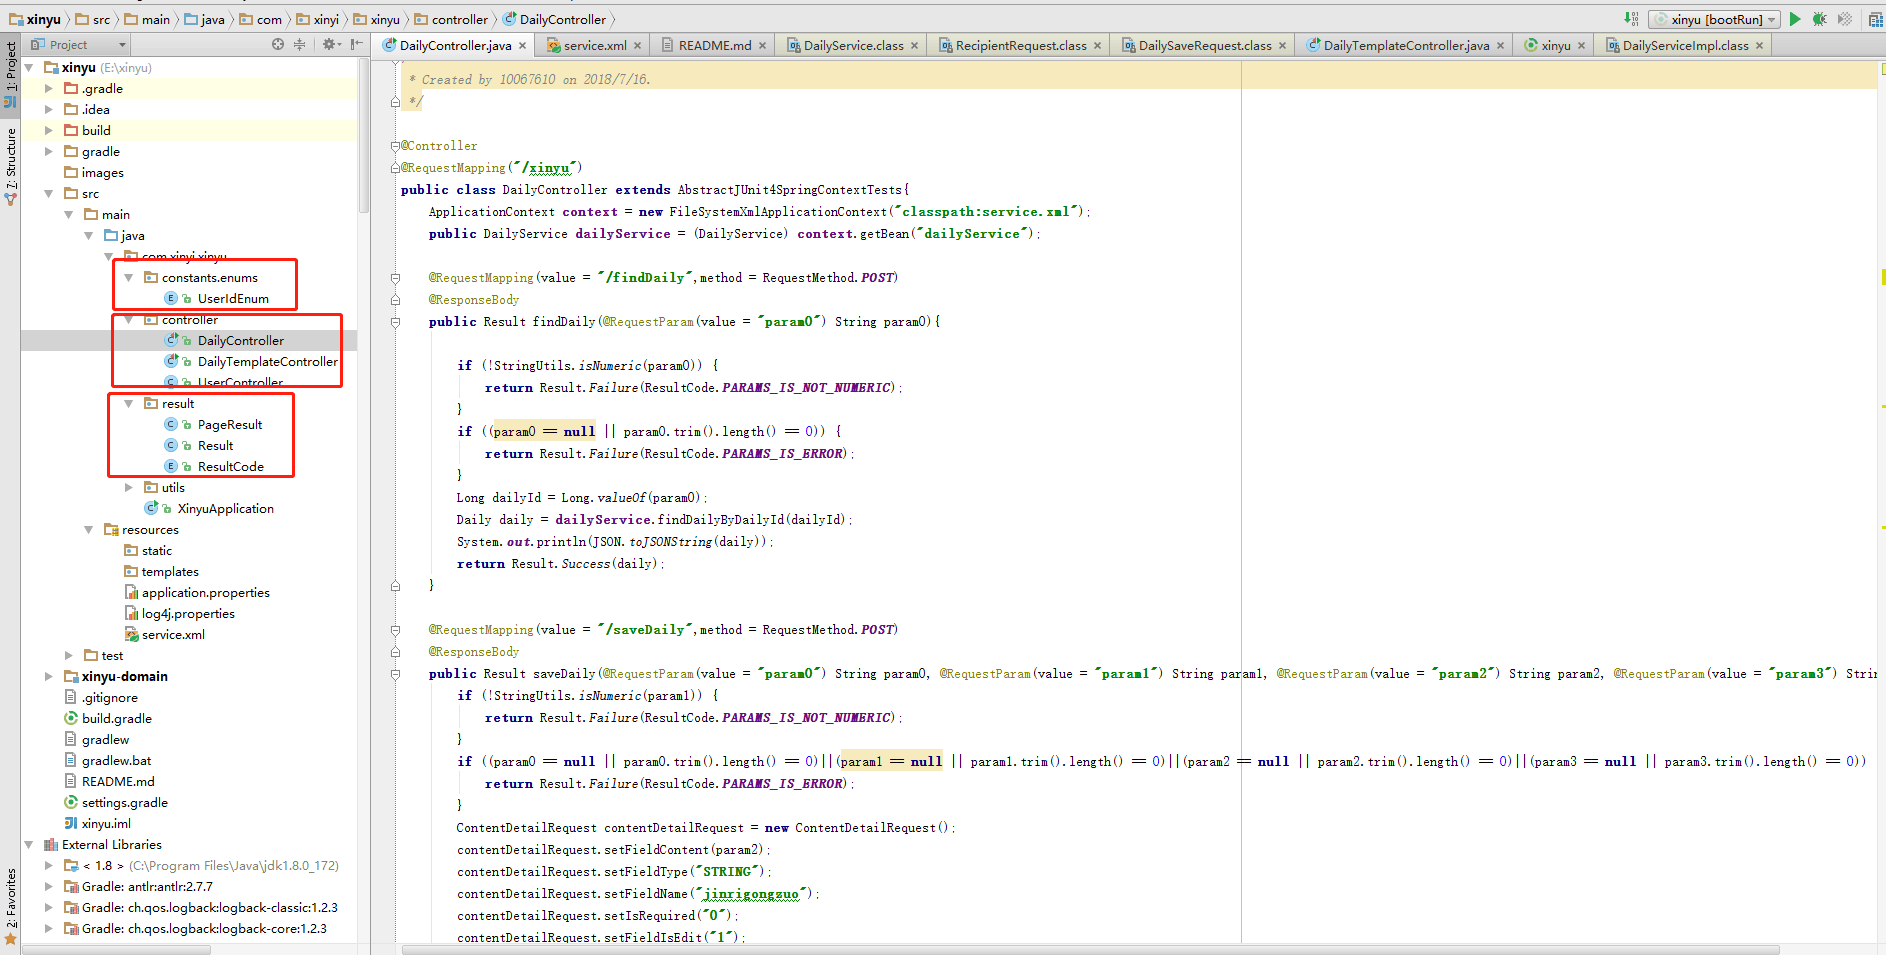 xinyu src main java com xinyi xinyu controller DailyController
xinyu [bootRun]
Project
DailyController.java service.xml README.md DailyService.class RecipientRequest.class DailySaveRequest.class DailyTemplateController.java xinyu DailyServiceImpl.class
1: Project
7: Structure
2: Favorites
xinyu (E:\xinyu)
.gradle
.idea
build
gradle
images
src
main
java
com.xinyi.xinyu
constants.enums
UserIdEnum
controller
DailyController
DailyTemplateController
UserController
result
PageResult
Result
ResultCode
utils
XinyuApplication
resources
static
templates
application.properties
log4j.properties
service.xml
test
xinyu-domain
.gitignore
build.gradle
gradlew
gradlew.bat
README.md
settings.gradle
xinyu.iml
External Libraries
< 1.8 > (C:\Program Files\Java\jdk1.8.0_172)
Gradle: antlr:antlr:2.7.7
Gradle: ch.qos.logback:logback-classic:1.2.3
Gradle: ch.qos.logback:logback-core:1.2.3
* Created by 10067610 on 2018/7/16.
*/
@Controller
@RequestMapping("/xinyu")
public class DailyController extends AbstractJUnit4SpringContextTests{
ApplicationContext context = new FileSystemXmlApplicationContext("classpath:service.xml");
public DailyService dailyService = (DailyService) context.getBean("dailyService");
@RequestMapping(value = "/findDaily",method = RequestMethod.POST)
@ResponseBody
public Result findDaily(@RequestParam(value = "param0") String param0){
if (!StringUtils.isNumeric(param0)) {
return Result.Failure(ResultCode.PARAMS_IS_NOT_NUMERIC);
}
if ((param0 == null || param0.trim().length() == 0)) {
return Result.Failure(ResultCode.PARAMS_IS_ERROR);
}
Long dailyId = Long.valueOf(param0);
Daily daily = dailyService.findDailyByDailyId(dailyId);
System.out.println(JSON.toJSONString(daily));
return Result.Success(daily);
}
@RequestMapping(value = "/saveDaily",method = RequestMethod.POST)
@ResponseBody
public Result saveDaily(@RequestParam(value = "param0") String param0, @RequestParam(value = "param1") String param1, @RequestParam(value = "param2") String param2, @RequestParam(value = "param3") Strin
if (!StringUtils.isNumeric(param1)) {
return Result.Failure(ResultCode.PARAMS_IS_NOT_NUMERIC);
}
if ((param0 == null || param0.trim().length() == 0)||(param1 == null || param1.trim().length() == 0)||(param2 == null || param2.trim().length() == 0)||(param3 == null || param3.trim().length() == 0))
return Result.Failure(ResultCode.PARAMS_IS_ERROR);
}
ContentDetailRequest contentDetailRequest = new ContentDetailRequest();
contentDetailRequest.setFieldContent(param2);
contentDetailRequest.setFieldType("STRING");
contentDetailRequest.setFieldName("jinrigongzuo");
contentDetailRequest.setIsRequired("0");
contentDetailRequest.setFieldIsEdit("1");